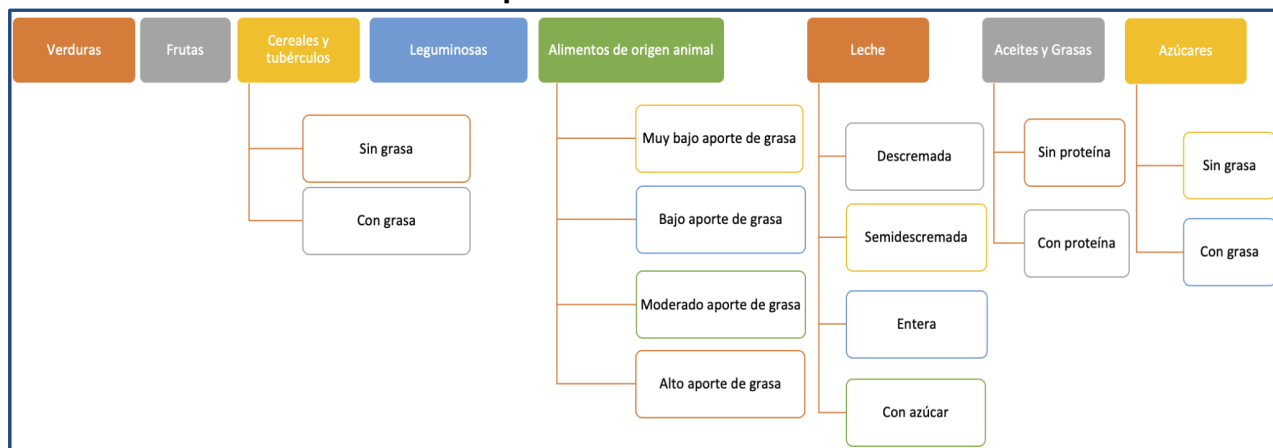 Verduras
Frutas
Cereales y
tubérculos
Leguminosas
Alimentos de origen animal
Leche
Aceites y Grasas
Azúcares
Sin grasa
Con grasa
Muy bajo aporte de grasa
Bajo aporte de grasa
Moderado aporte de grasa
Alto aporte de grasa
Descremada
Semidescremada
Entera
Con azúcar
Sin proteína
Con proteína
Sin grasa
Con grasa